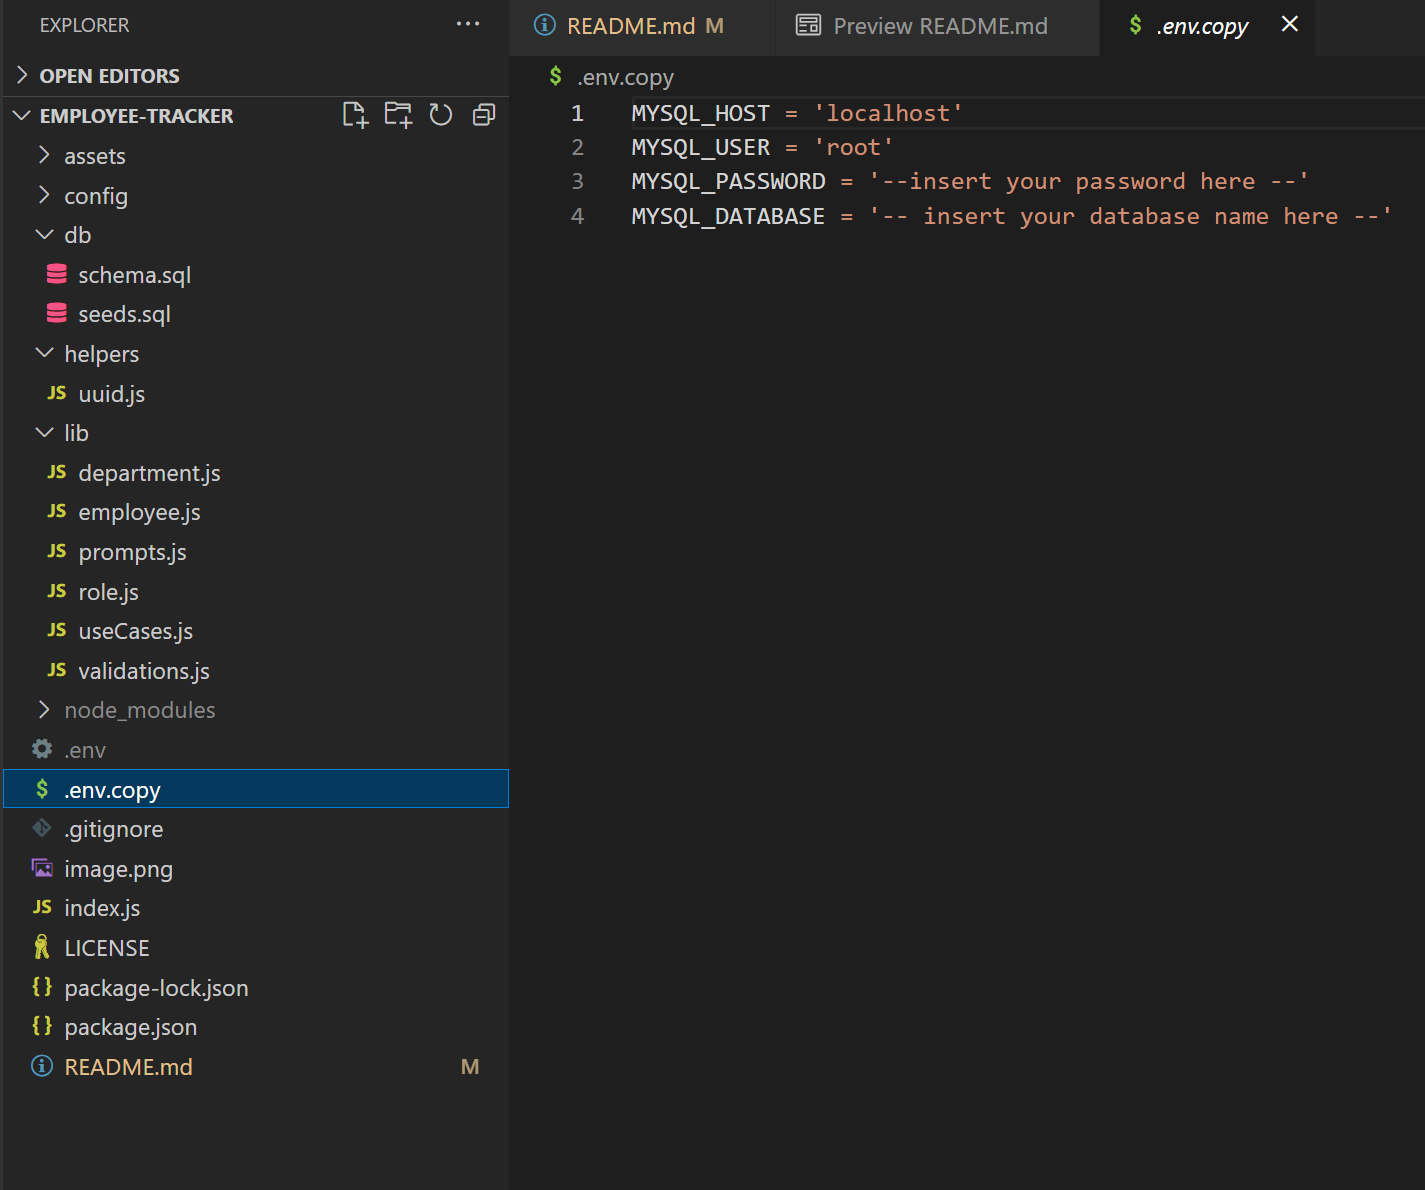 EXPLORER
OPEN EDITORS
EMPLOYEE-TRACKER
assets
config
db
schema.sql
seeds.sql
helpers
JS uuid.js
lib
JS department.js
JS employee.js
JS prompts.js
JS role.js
JS useCases.js
JS validations.js
node_modules
.env
$ .env.copy
.gitignore
image.png
JS index.js
LICENSE
{} package-lock.json
{} package.json
README.md M
README.md M
Preview README.md
$ .env.copy
$ .env.copy
1 MYSQL_HOST = 'localhost'
2 MYSQL_USER = 'root'
3 MYSQL_PASSWORD = '--insert your password here --'
4 MYSQL_DATABASE = '-- insert your database name here --'